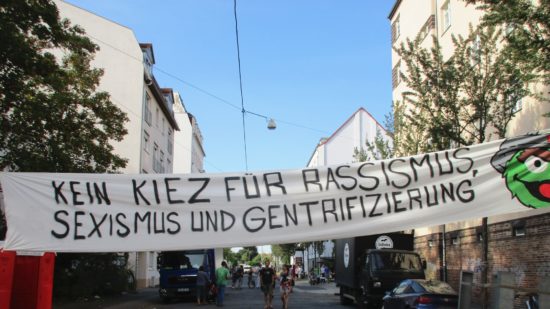 KEIN KIEZ FÜR RASSISMUS,
SEXISMUS UND GENTRIFIZIERUNG